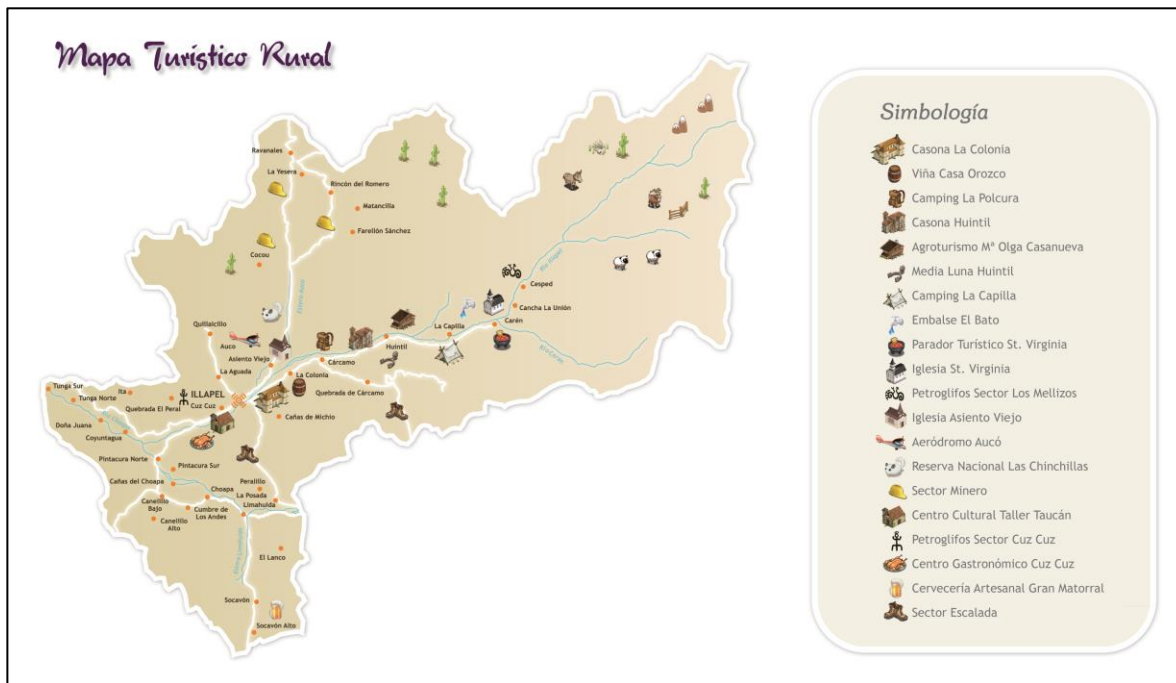 Mapa Turístico Rural
Ravanales
La Yesera
Rincón del Romero
Matancilla
Farellón Sánchez
Cocou
Estero Auco
Río Illapel
Cesped
Cancha La Unión
Carén
La Capilla
Huintil
Quillaicillo
Auco
Asiento Viejo
Cárcamo
La Aguada
La Colonia
Quebrada de Cárcamo
Tunga Sur
Ita
Tunga Norte
Quebrada El Peral
ILLAPEL
Cuz Cuz
Cañas de Michio
Doña Juana
Coyuntagua
Pintacura Norte
Pintacura Sur
Cañas del Choapa
Peralillo
Choapa
La Posada
Canelillo
Bajo
Cumbre de
Los Andes
Limahuida
Canelillo
Alto
El Lanco
Socavón
Socavón Alto
Simbología
Casona La Colonia
Viña Casa Orozco
Camping La Polcura
Casona Huintil
Agroturismo Mª Olga Casanueva
Media Luna Huintil
Camping La Capilla
Embalse El Bato
Parador Turístico St. Virginia
Iglesia St. Virginia
Petroglifos Sector Los Mellizos
Iglesia Asiento Viejo
Aeródromo Aucó
Reserva Nacional Las Chinchillas
Sector Minero
Centro Cultural Taller Taucán
Petroglifos Sector Cuz Cuz
Centro Gastronómico Cuz Cuz
Cervecería Artesanal Gran Matorral
Sector Escalada